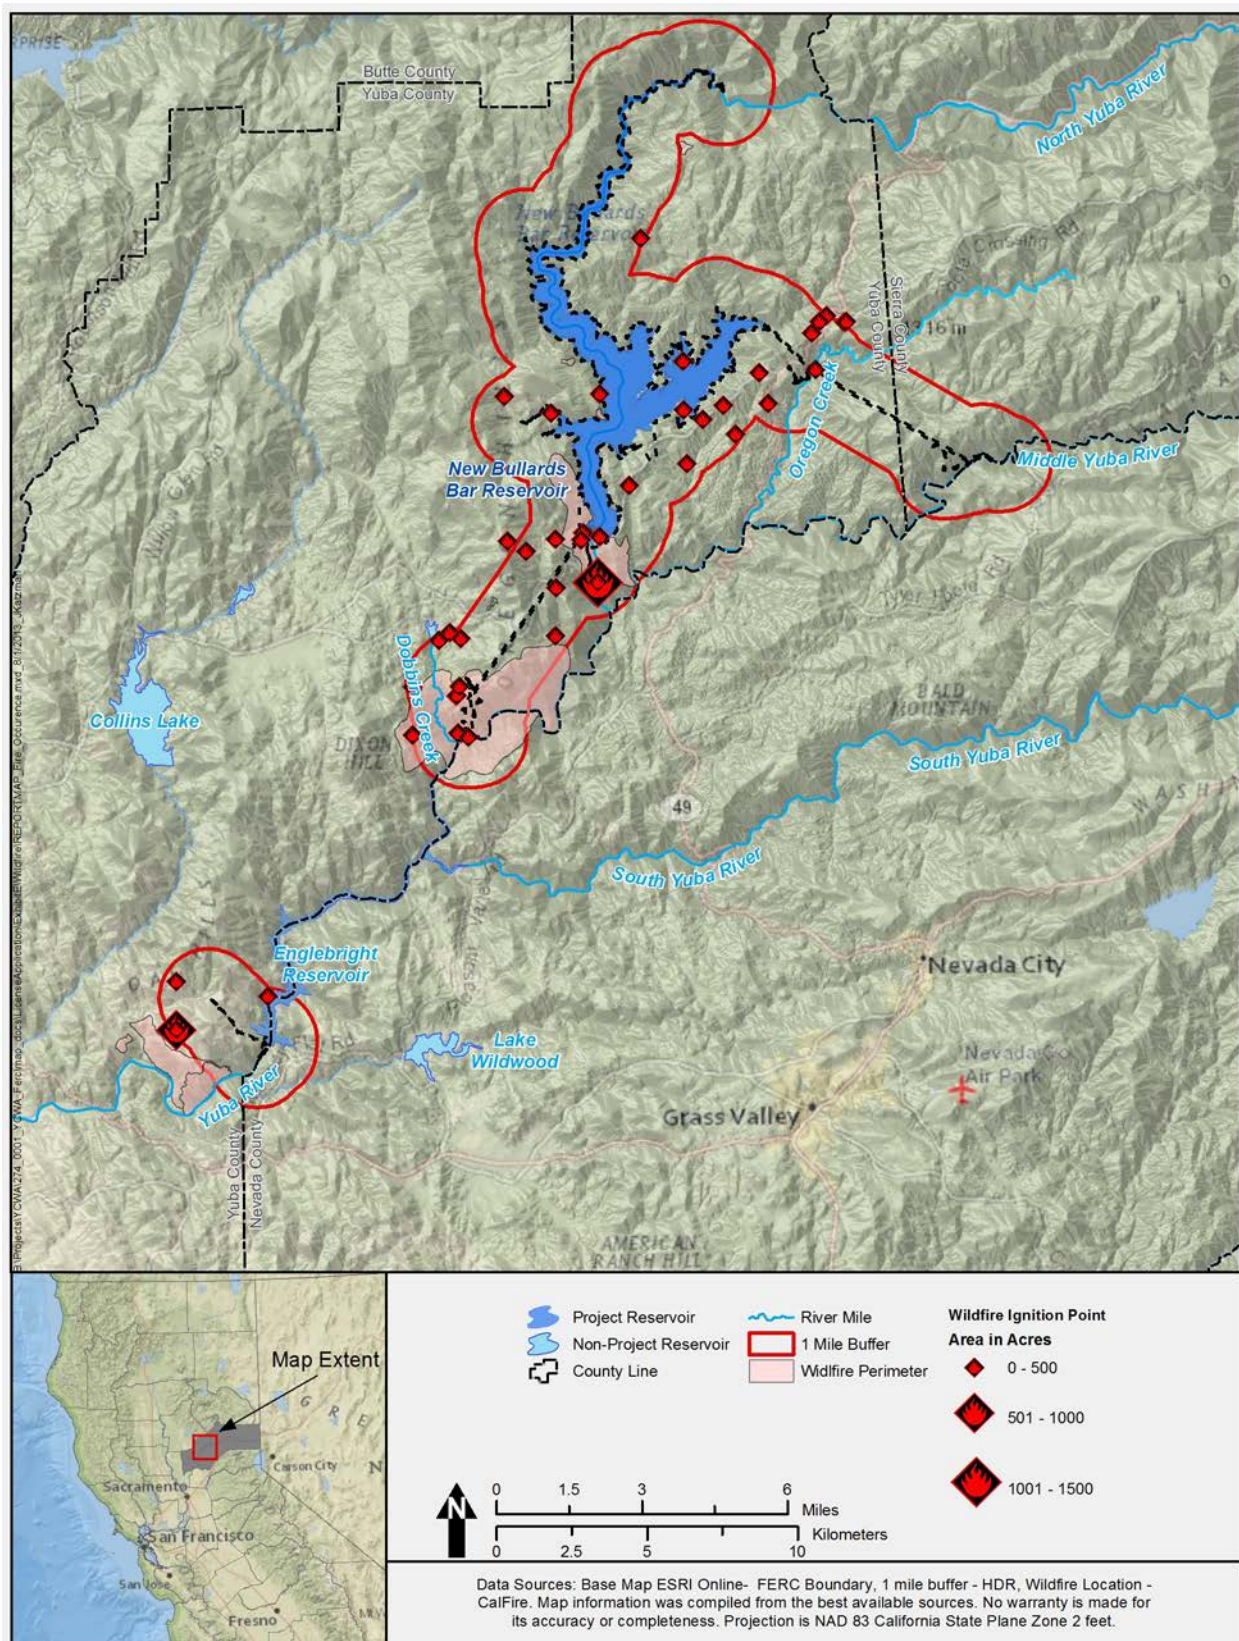 Butte County
Yuba County
North Yuba River
New Bullards
Bar Reservoir
Sierra County
Yuba County
Oregon Creek
Middle Yuba River
New Bullards
Bar Reservoir
Dobbins Creek
Collins Lake
DIXON
HILL
BALD
MOUNTAIN
South Yuba River
49
South Yuba River
Englebright
Reservoir
Nevada City
Lake
Wildwood
Nevada Co
Air Park
Yuba River
Grass Valley
Yuba County
Nevada County
AMERICAN
RANCH HILL
Map Extent
Carson City
Sacramento
San Francisco
San Jose
Fresno
Project Reservoir
Non-Project Reservoir
County Line
River Mile
1 Mile Buffer
Widlfire Perimeter
Wildfire Ignition Point
Area in Acres
0 - 500
501 - 1000
1001 - 1500
N
0 1.5 3 6
Miles
Kilometers
0 2.5 5 10
Data Sources: Base Map ESRI Online- FERC Boundary, 1 mile buffer - HDR, Wildfire Location -
CalFire. Map information was compiled from the best available sources. No warranty is made for
its accuracy or completeness. Projection is NAD 83 California State Plane Zone 2 feet.